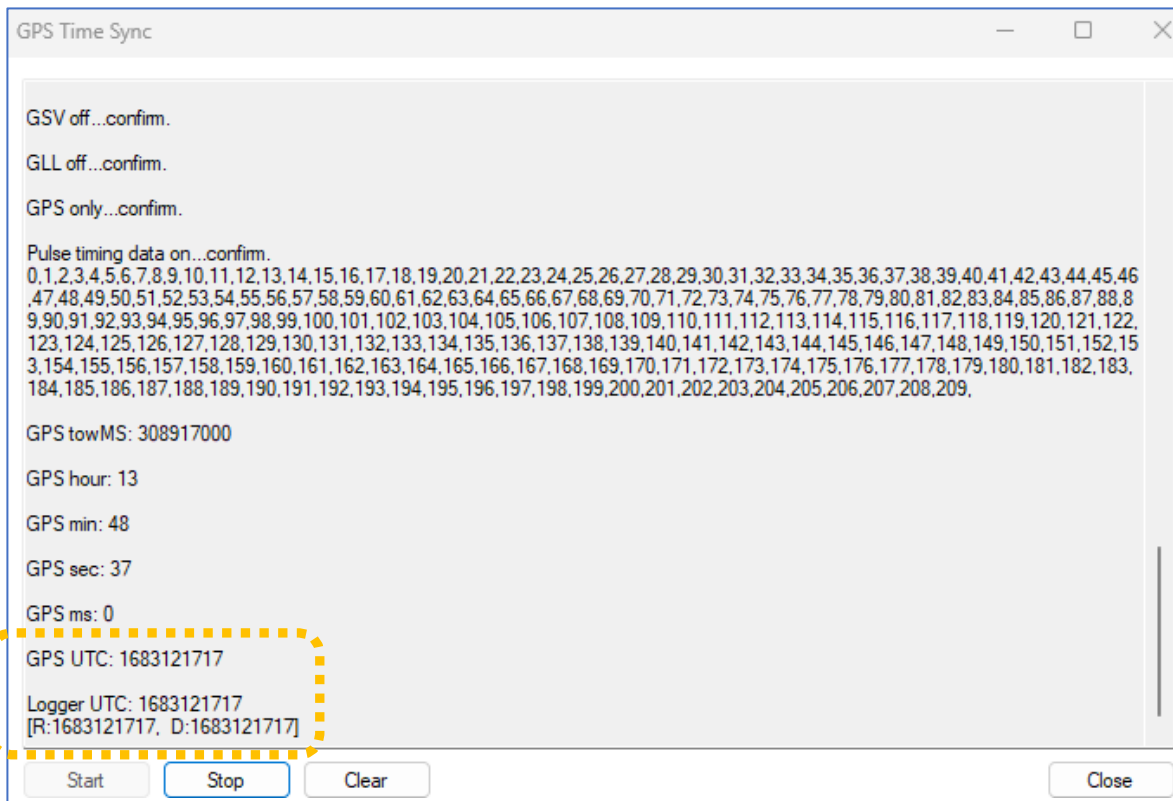 GPS Time Sync
GSV off...confirm.
GLL off...confirm.
GPS only...confirm.
Pulse timing data on...confirm.
0,1,2,3,4,5,6,7,8,9,10,11,12,13,14,15,16,17,18,19,20,21,22,23,24,25,26,27,28,29,30,31,32,33,34,35,36,37,38,39,40,41,42,43,44,45,46
,47,48,49,50,51,52,53,54,55,56,57,58,59,60,61,62,63,64,65,66,67,68,69,70,71,72,73,74,75,76,77,78,79,80,81,82,83,84,85,86,87,88,8
9,90,91,92,93,94,95,96,97,98,99,100,101,102,103,104,105,106,107,108,109,110,111,112,113,114,115,116,117,118,119,120,121,122,
123,124,125,126,127,128,129,130,131,132,133,134,135,136,137,138,139,140,141,142,143,144,145,146,147,148,149,150,151,152,15
3,154,155,156,157,158,159,160,161,162,163,164,165,166,167,168,169,170,171,172,173,174,175,176,177,178,179,180,181,182,183,
184,185,186,187,188,189,190,191,192,193,194,195,196,197,198,199,200,201,202,203,204,205,206,207,208,209,
GPS towMS: 308917000
GPS hour: 13
GPS min: 48
GPS sec: 37
GPS ms: 0
GPS UTC: 1683121717
Logger UTC: 1683121717
[R:1683121717,  D:1683121717]
Start
Stop
Clear
Close